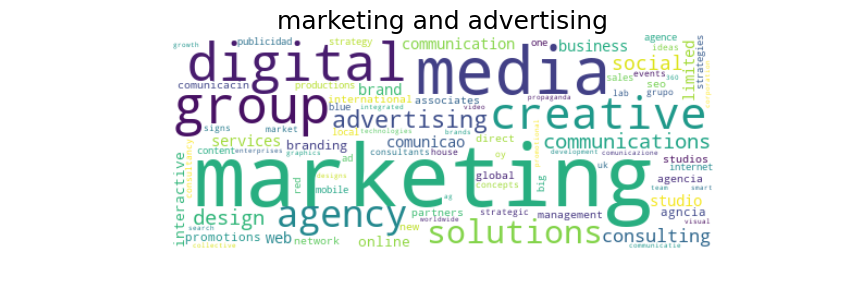 marketing and advertising
growth publicidad strategy communication one business agence ideas strategies
digital media social limited
comunicacin productions brand sales events 360 seo
group international associates propaganda lab grupo
blue integrated video creative
signs market local technologies advertising brands
services branding comunicao direct communications
content enterprises graphics ad consultants house oy development comunicazione studios
consultancy marketing uk internet
interactive red mobile designs global concepts big promotional agencia team smart
ag studio
design agency partners strategic management agncia visual
search worldwide new
promotions web network online solutions consulting
collective communicatie